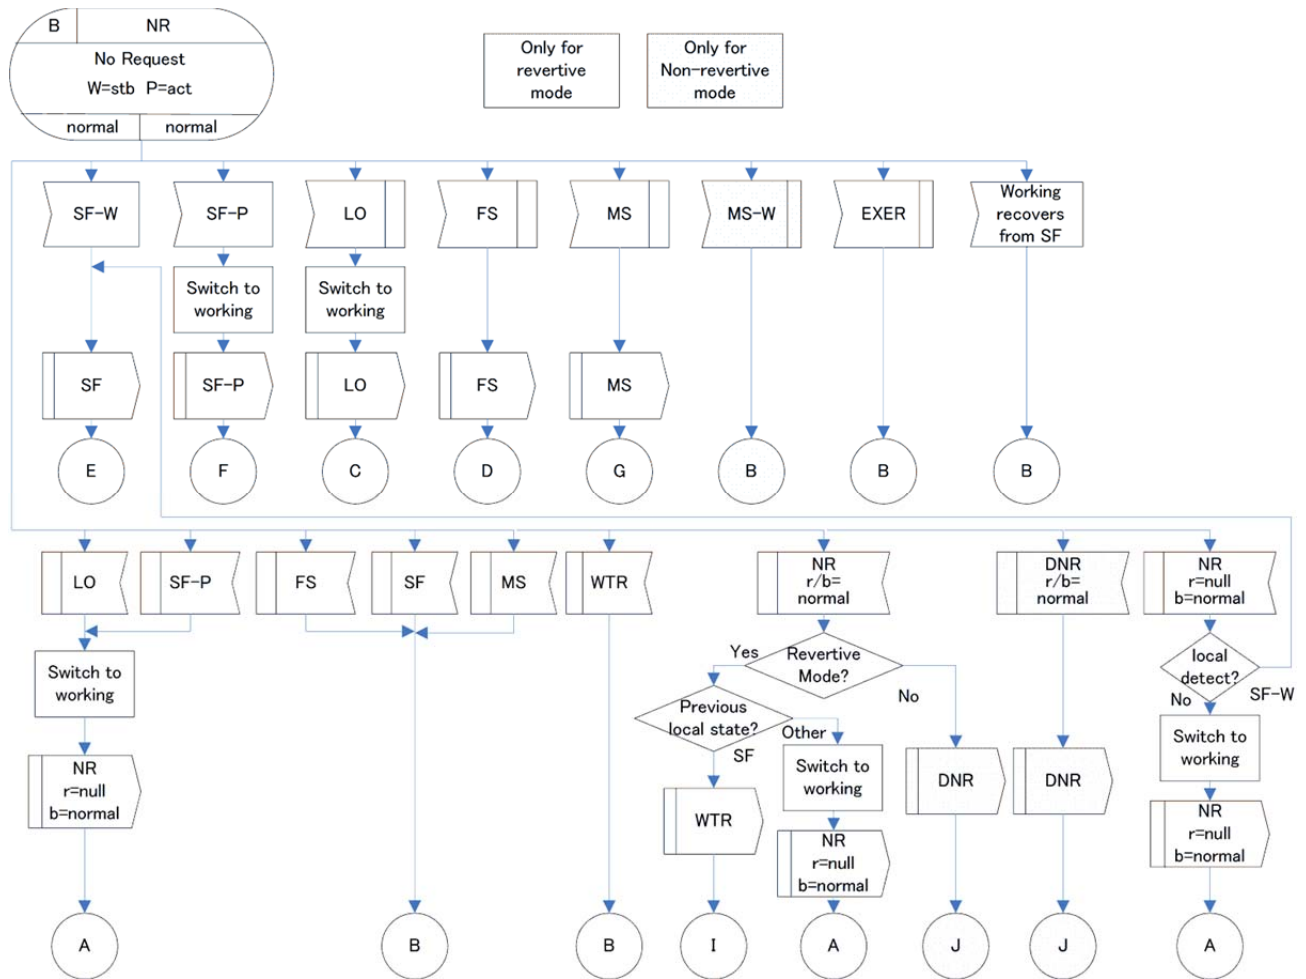 B
NR
No Request
W=stb P=act
normal
normal
Only for
revertive
mode
Only for
Non-revertive
mode
SF-W
SF-P
LO
FS
MS
MS-W
EXER
Working
recovers
from SF
Switch to
working
Switch to
working
SF
SF-P
LO
FS
MS
E
F
C
D
G
B
B
B
LO
SF-P
FS
SF
MS
WTR
NR
r/b=
normal
DNR
r/b=
normal
NR
r=null
b=normal
Switch to
working
NR
r=null
b=normal
Yes
Revertive
Mode?
No
Previous
local state?
SF
Other
WTR
Switch to
working
NR
r=null
b=normal
DNR
DNR
local
detect?
No
SF-W
Switch to
working
NR
r=null
b=normal
A
B
B
I
A
J
J
A